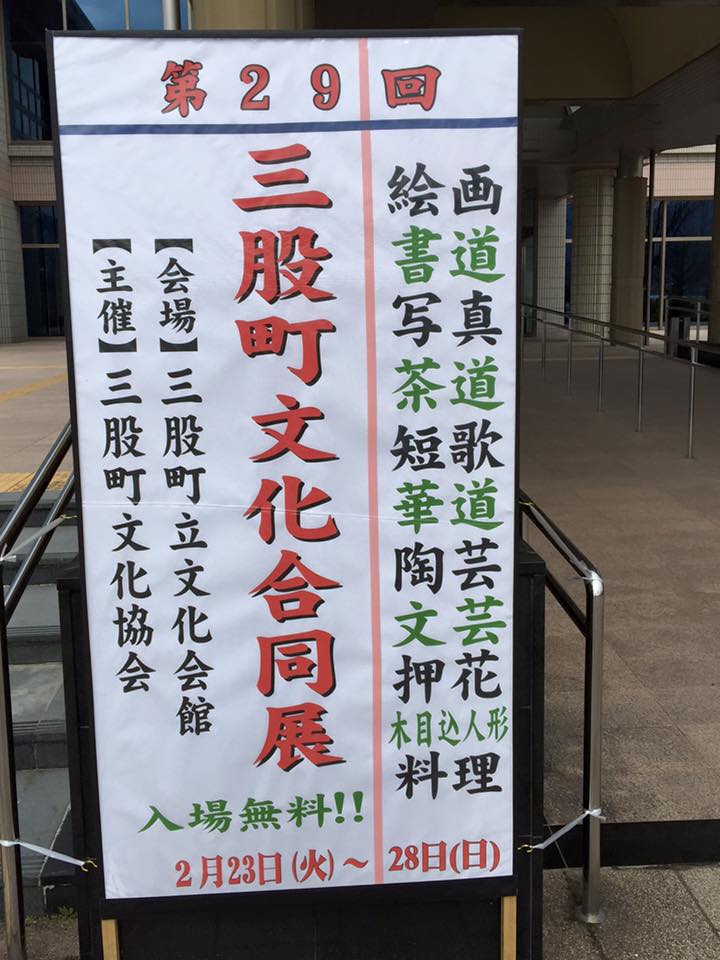 第29回
絵画
書道
写真
茶道
短歌
華道
陶芸
文芸
押花
木目込人形
料理
三股町文化合同展
【会場】三股町立文化会館
【主催】三股町文化協会
入場無料!!
2月23日(火)～28日(日)